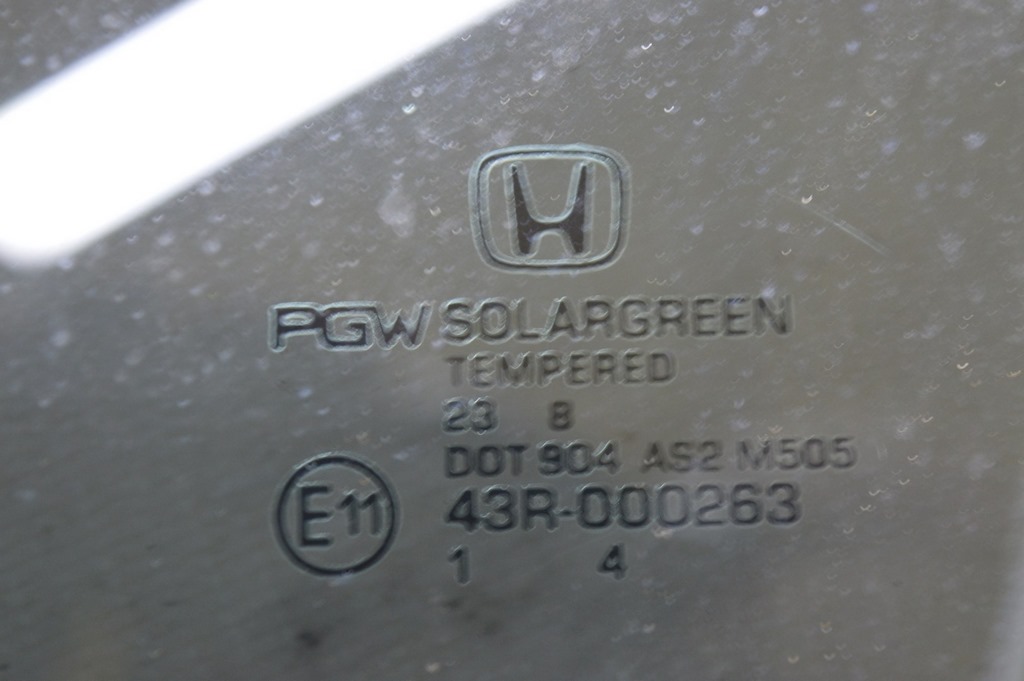 PGW SOLARGREEN
TEMPERED
23 8
DOT 904 AS2 M505
E11 43R-000263
1 4